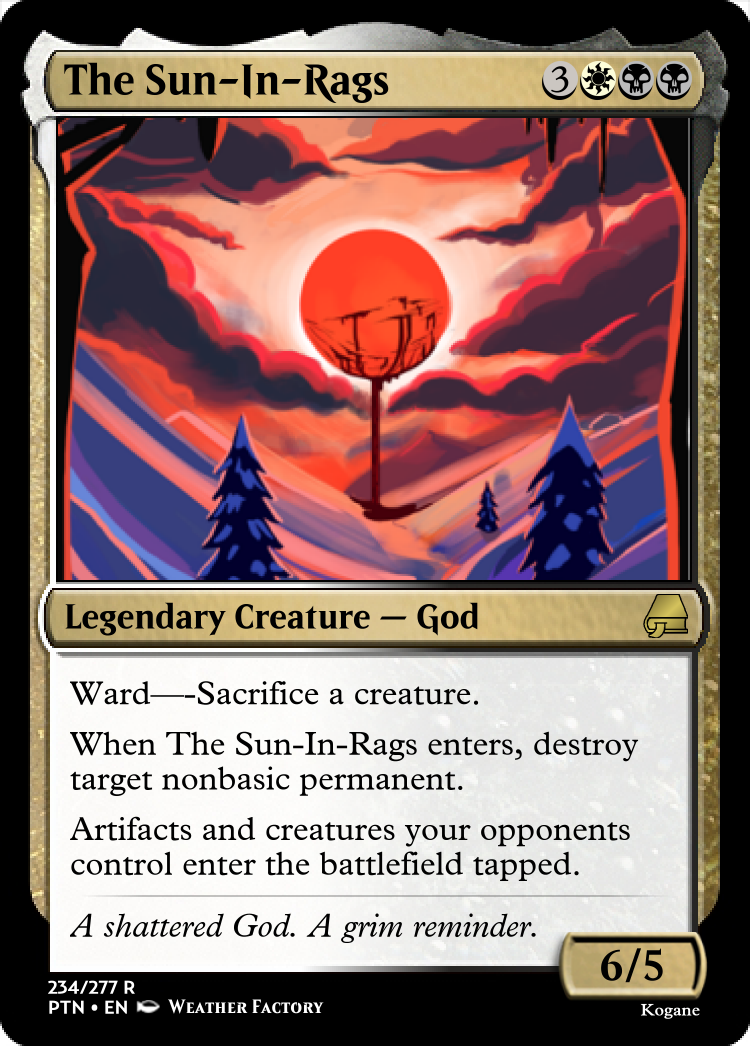 The Sun-In-Rags
3
Legendary Creature — God
Ward—-Sacrifice a creature.
When The Sun-In-Rags enters, destroy
target nonbasic permanent.
Artifacts and creatures your opponents
control enter the battlefield tapped.
A shattered God. A grim reminder.
6/5
234/277 R
PTN • EN Weather Factory
Kogane